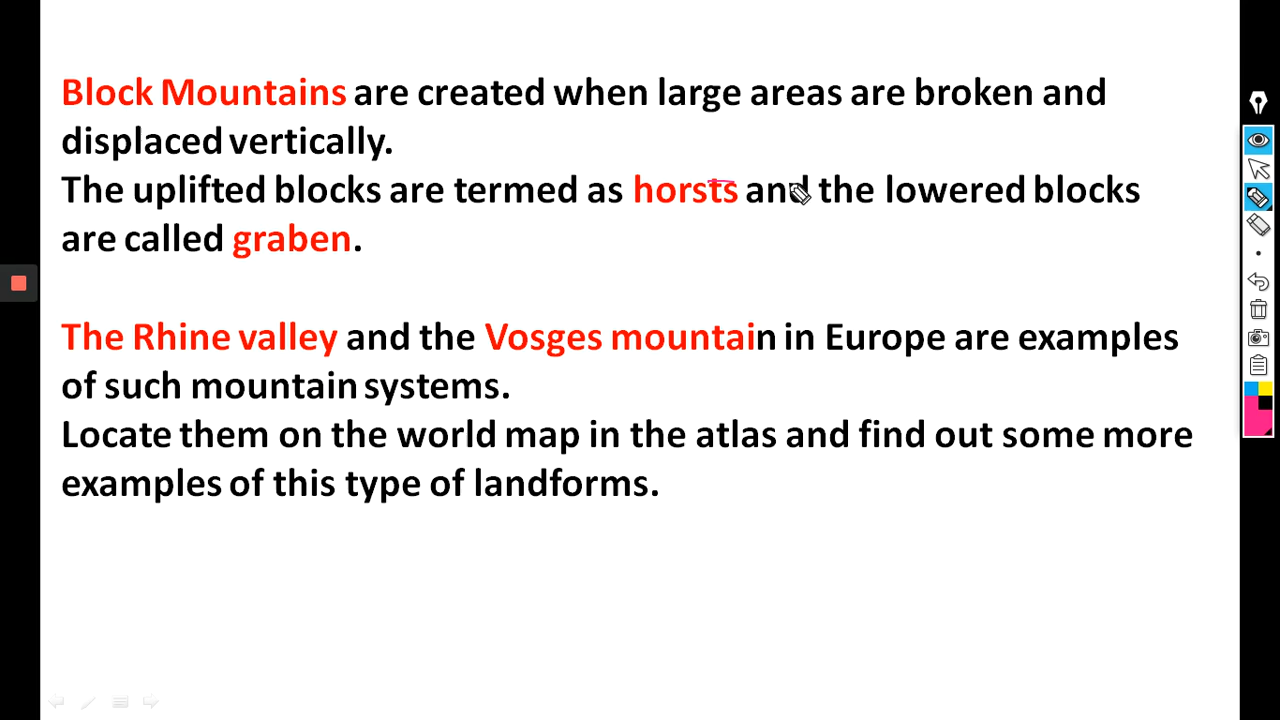 Block Mountains are created when large areas are broken and
displaced vertically.
The uplifted blocks are termed as horsts and the lowered blocks
are called graben.
The Rhine valley and the Vosges mountain in Europe are examples
of such mountain systems.
Locate them on the world map in the atlas and find out some more
examples of this type of landforms.